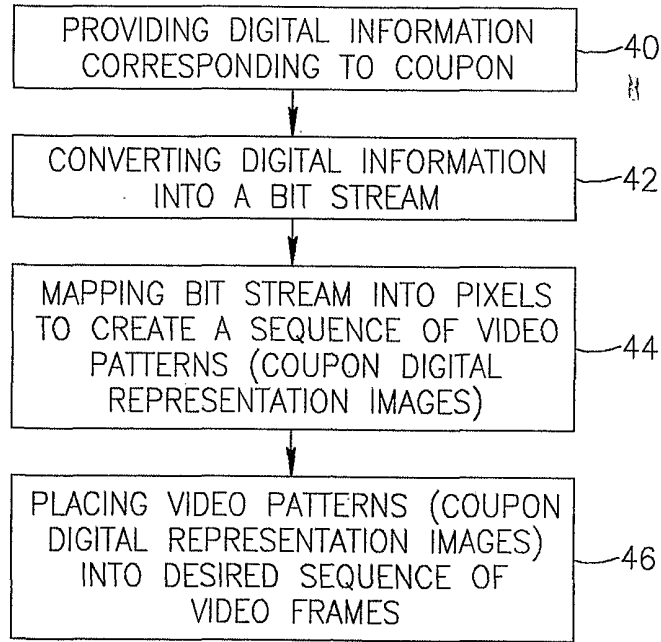 PROVIDING DIGITAL INFORMATION
CORRESPONDING TO COUPON
40
CONVERTING DIGITAL INFORMATION
INTO A BIT STREAM
42
MAPPING BIT STREAM INTO PIXELS
TO CREATE A SEQUENCE OF VIDEO
PATTERNS (COUPON DIGITAL
REPRESENTATION IMAGES)
44
PLACING VIDEO PATTERNS (COUPON
DIGITAL REPRESENTATION IMAGES)
INTO DESIRED SEQUENCE OF
VIDEO FRAMES
46